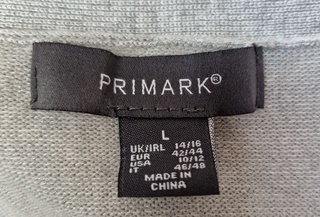 PRIMARK®
L
UK/IRL 14/16
EUR 42/44
USA 10/12
IT 46/48
MADE IN
CHINA